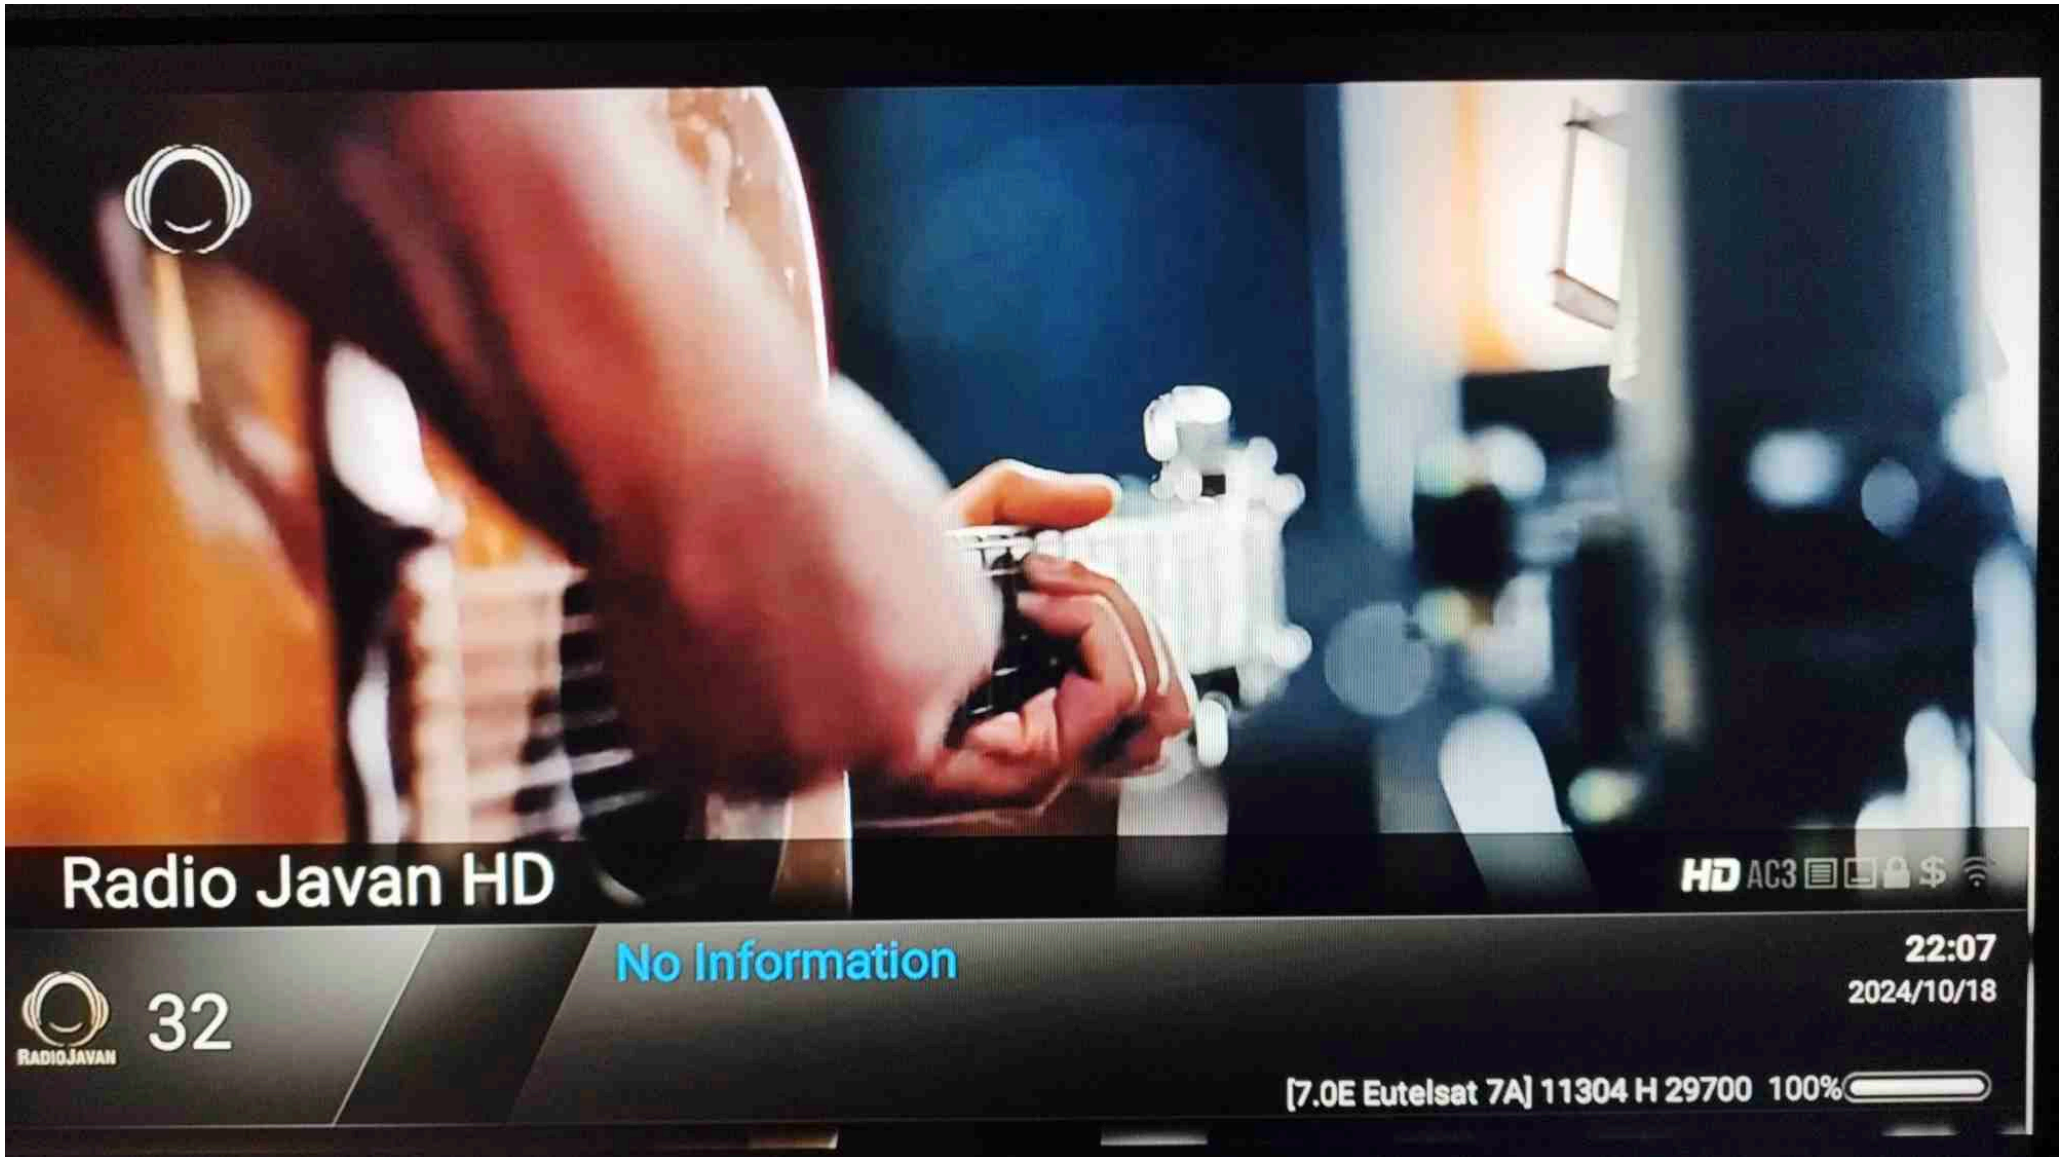 Radio Javan HD
HD AC3 $
No Information
22:07
2024/10/18
RADIOJAVAN
32
[7.0E Eutelsat 7A] 11304 H 29700 100%